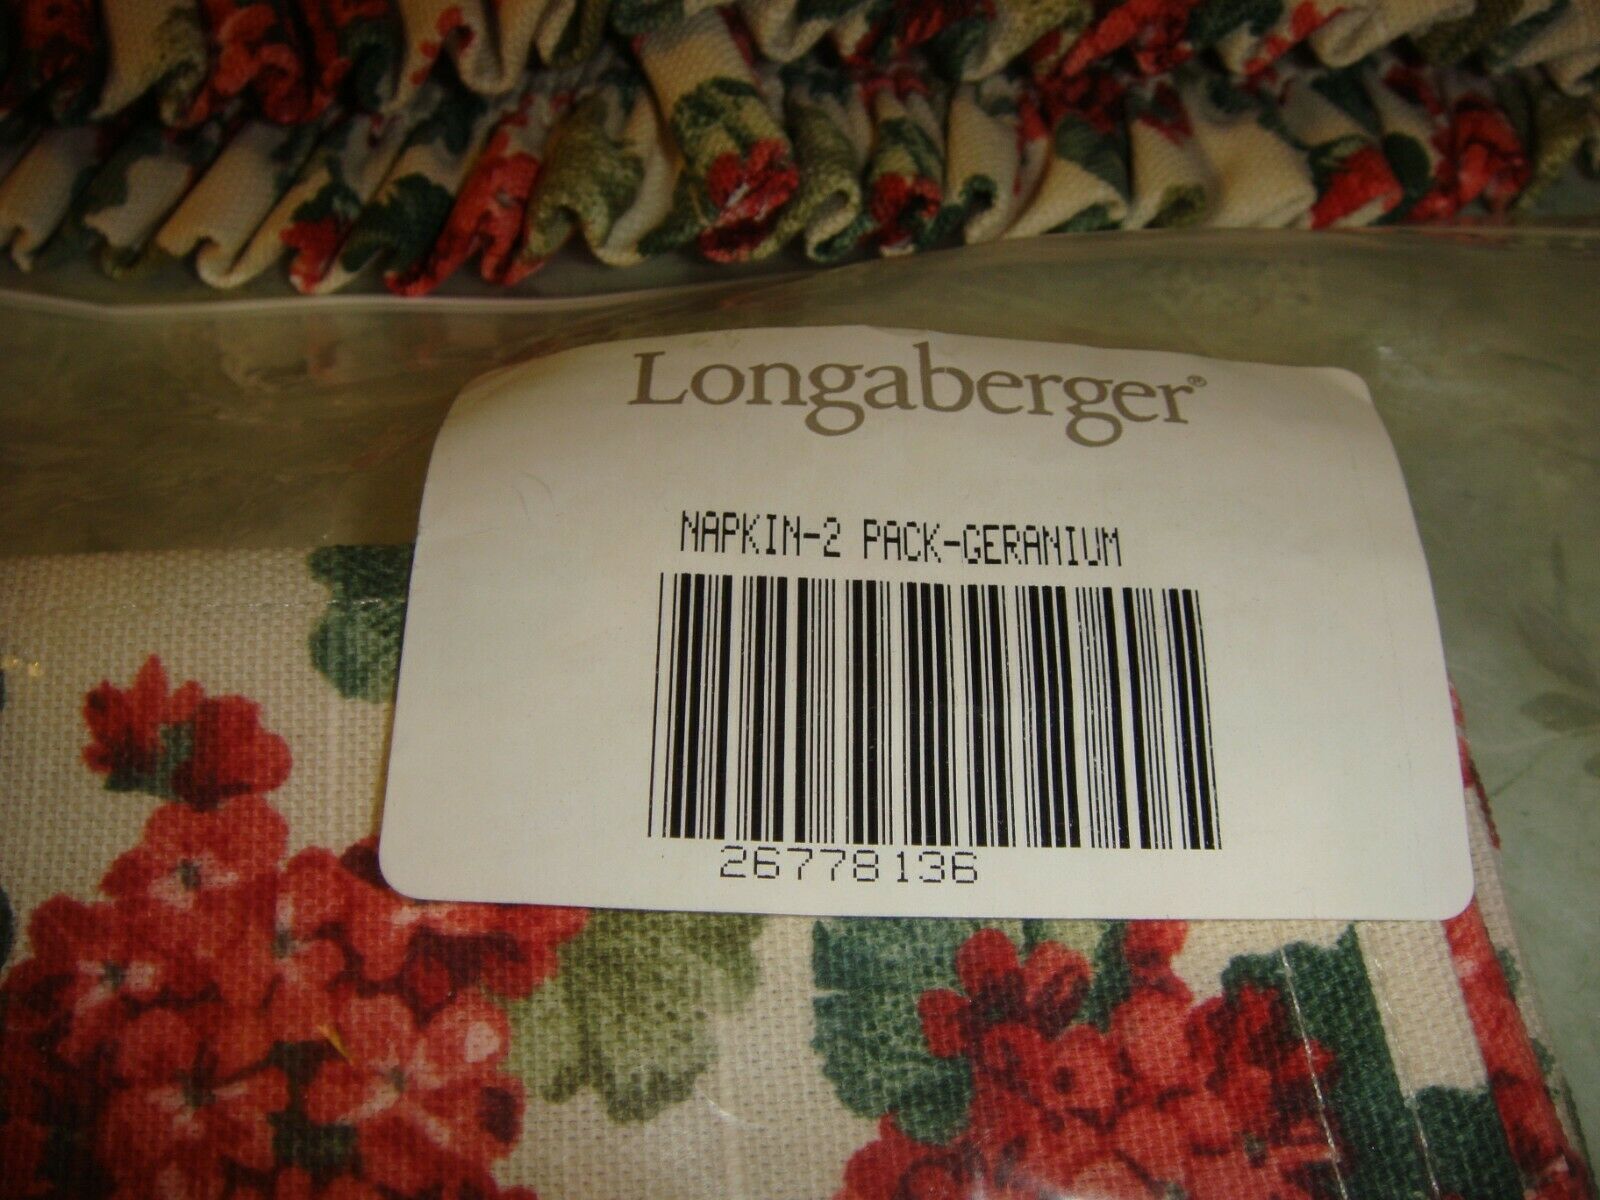 Longaberger®
NAPKIN-2 PACK-GERANIUM
26778136